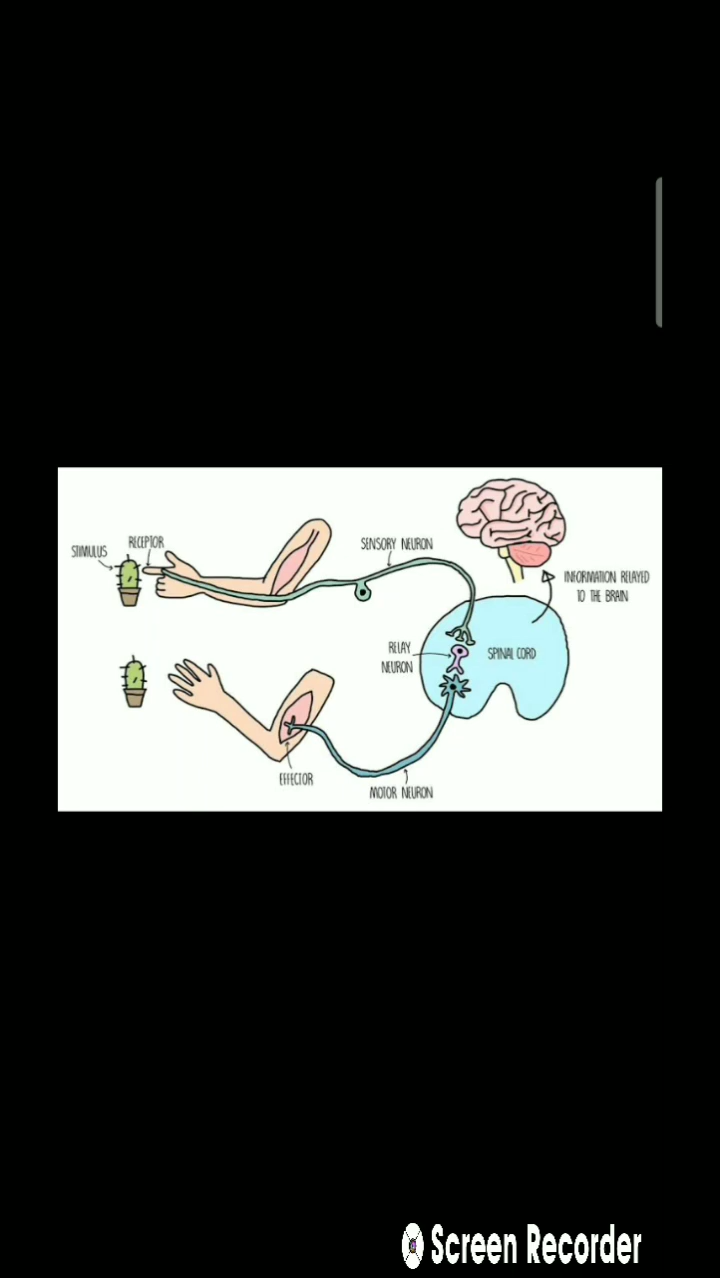 STIMULUS
RECEPTOR
SENSORY NEURON
INFORMATION RELAYED
TO THE BRAIN
RELAY
NEURON
SPINAL CORD
EFFECTOR
MOTOR NEURON
Screen Recorder